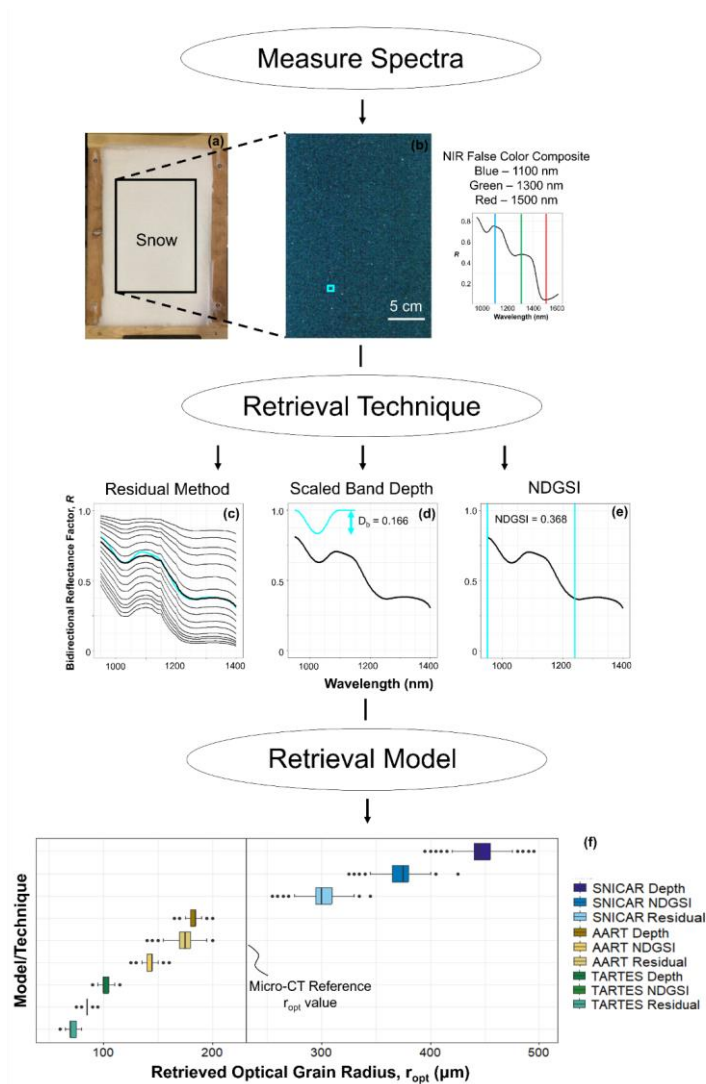 Measure Spectra
(a)
Snow
(b)
5 cm
NIR False Color Composite
Blue – 1100 nm
Green – 1300 nm
Red – 1500 nm
0.8
R
0.6
0.4
0.2
1000 1200 1400 1600
Wavelength (nm)
Retrieval Technique
Residual Method
Scaled Band Depth
NDGSI
Bidirectional Reflectance Factor, R
1.0
0.5
0
(c)
1000 1200 1400
1.0
0.5
0
(d)
D_b = 0.166
1000 1200 1400
1.0
0.5
0
(e)
NDGSI = 0.368
1000 1200 1400
Wavelength (nm)
Retrieval Model
(f)
Model/Technique
Micro-CT Reference
r_opt value
SNICAR Depth
SNICAR NDGSI
SNICAR Residual
AART Depth
AART NDGSI
AART Residual
TARTES Depth
TARTES NDGSI
TARTES Residual
100 200 300 400 500
Retrieved Optical Grain Radius, r_opt (μm)